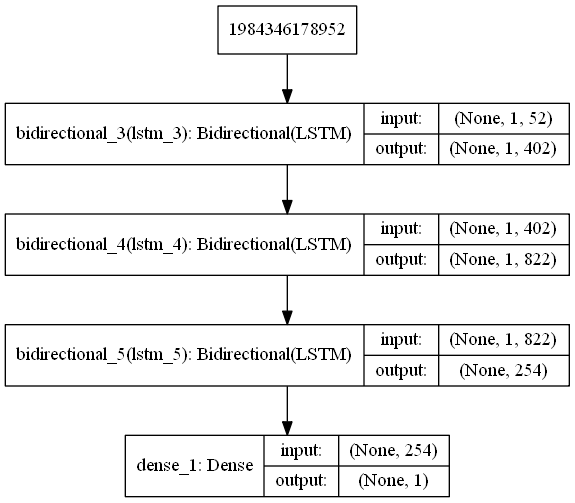 1984346178952
bidirectional_3(lstm_3): Bidirectional(LSTM)
input: (None, 1, 52)
output: (None, 1, 402)
bidirectional_4(lstm_4): Bidirectional(LSTM)
input: (None, 1, 402)
output: (None, 1, 822)
bidirectional_5(lstm_5): Bidirectional(LSTM)
input: (None, 1, 822)
output: (None, 254)
dense_1: Dense
input: (None, 254)
output: (None, 1)